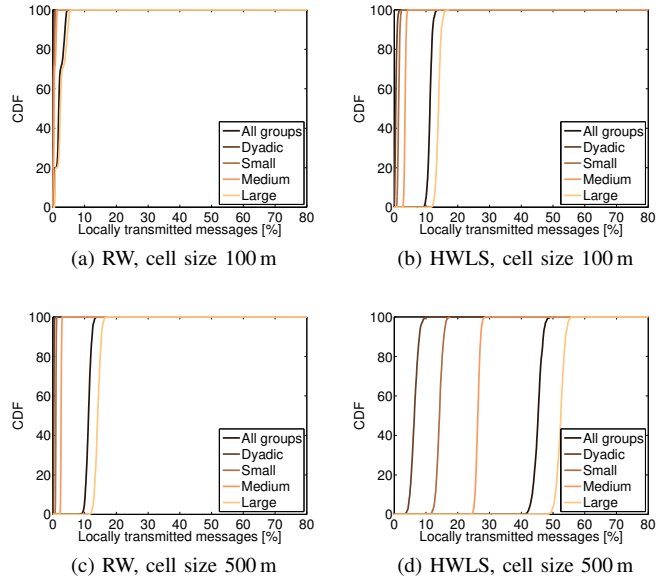 100
80
60
40
20
0
CDF
0 10 20 30 40 50 60 70 80
Locally transmitted messages [%]
All groups
Dyadic
Small
Medium
Large
(a) RW, cell size 100 m
100
80
60
40
20
0
CDF
0 10 20 30 40 50 60 70 80
Locally transmitted messages [%]
All groups
Dyadic
Small
Medium
Large
(b) HWLS, cell size 100 m
100
80
60
40
20
0
CDF
0 10 20 30 40 50 60 70 80
Locally transmitted messages [%]
All groups
Dyadic
Small
Medium
Large
(c) RW, cell size 500 m
100
80
60
40
20
0
CDF
0 10 20 30 40 50 60 70 80
Locally transmitted messages [%]
All groups
Dyadic
Small
Medium
Large
(d) HWLS, cell size 500 m